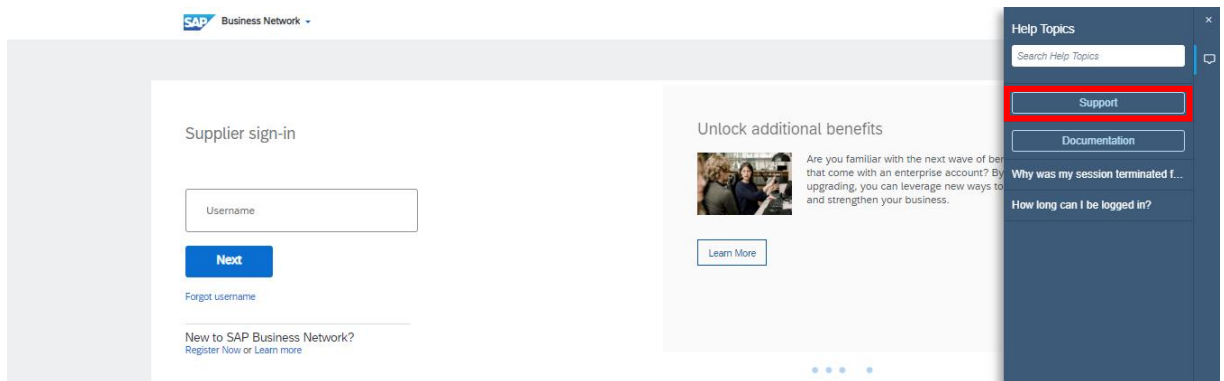 SAP Business Network
Supplier sign-in
Username
Next
Forgot username
New to SAP Business Network?
Register Now or Learn more
Unlock additional benefits
Are you familiar with the next wave of ber
that come with an enterprise account? By
upgrading, you can leverage new ways to
and strengthen your business.
Learn More
Help Topics
Search Help Topics
Support
Documentation
Why was my session terminated f...
How long can I be logged in?